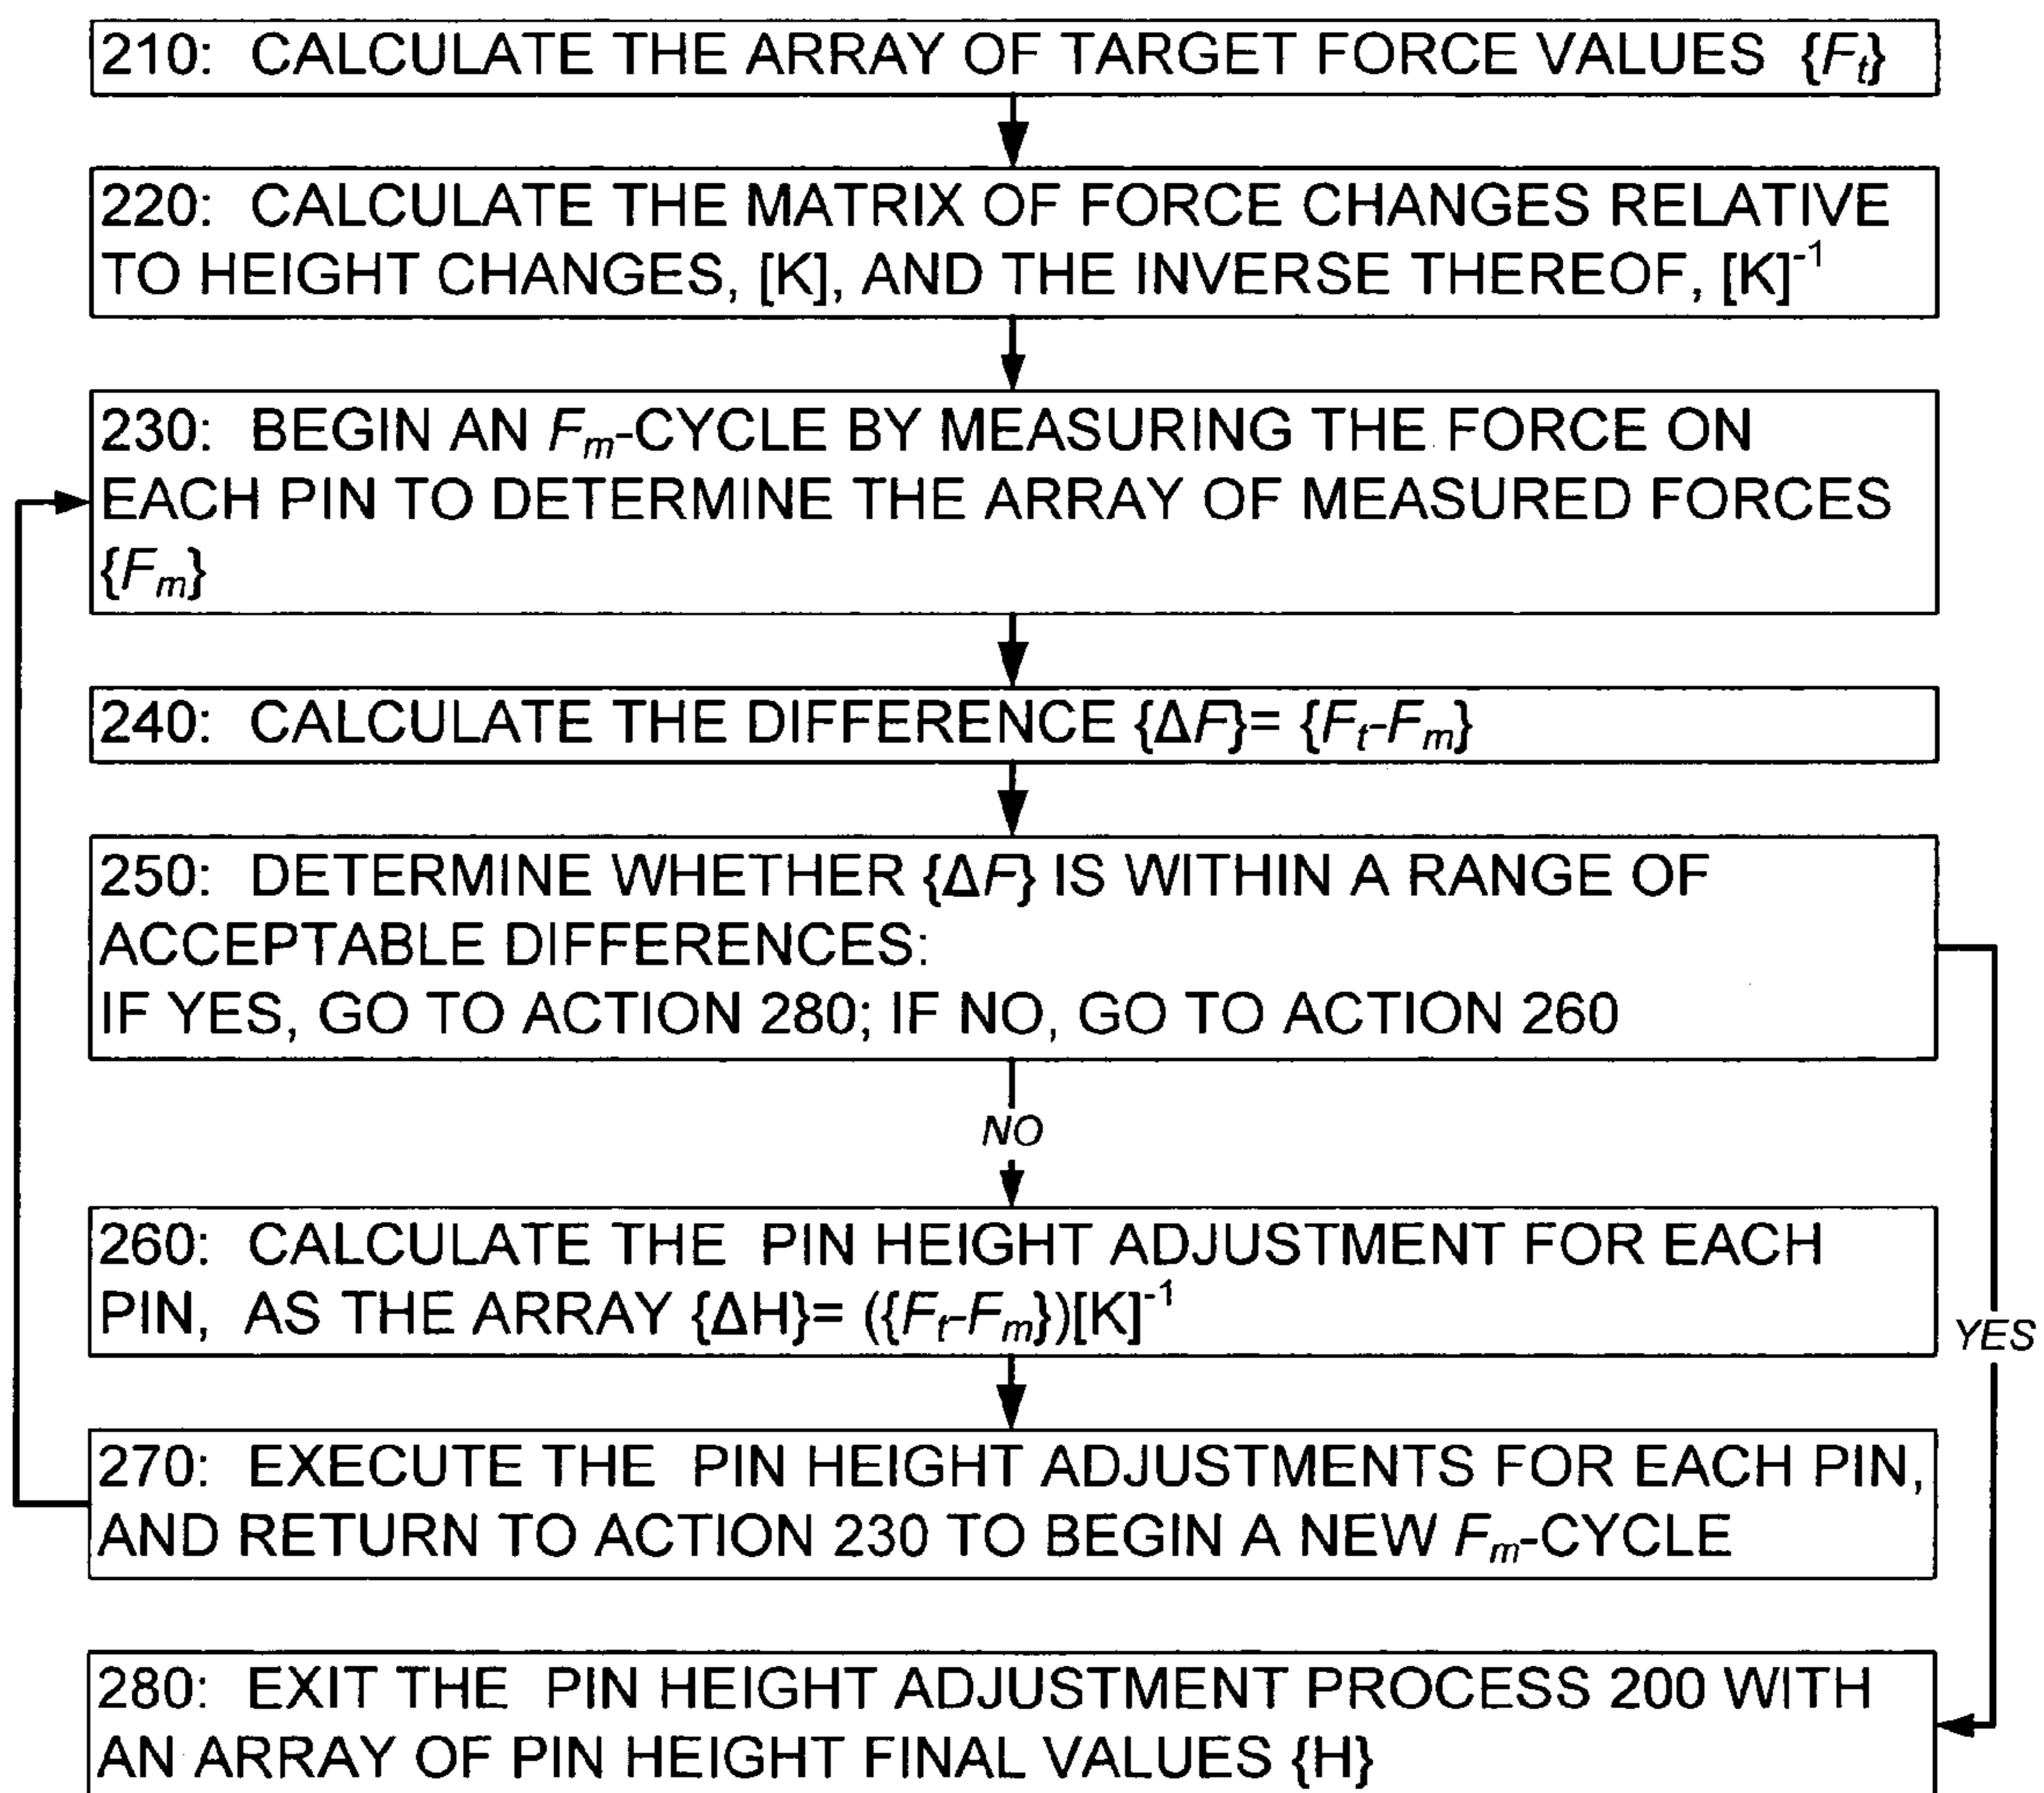 210: CALCULATE THE ARRAY OF TARGET FORCE VALUES {Ft}
220: CALCULATE THE MATRIX OF FORCE CHANGES RELATIVE
TO HEIGHT CHANGES, [K], AND THE INVERSE THEREOF, [K]-1
230: BEGIN AN Fm-CYCLE BY MEASURING THE FORCE ON
EACH PIN TO DETERMINE THE ARRAY OF MEASURED FORCES
{Fm}
240: CALCULATE THE DIFFERENCE {ΔF}= {Ft-Fm}
250: DETERMINE WHETHER {ΔF} IS WITHIN A RANGE OF
ACCEPTABLE DIFFERENCES:
IF YES, GO TO ACTION 280; IF NO, GO TO ACTION 260
NO
260: CALCULATE THE PIN HEIGHT ADJUSTMENT FOR EACH
PIN, AS THE ARRAY {ΔH}= ({Ft-Fm})[K]-1
YES
270: EXECUTE THE PIN HEIGHT ADJUSTMENTS FOR EACH PIN,
AND RETURN TO ACTION 230 TO BEGIN A NEW Fm-CYCLE
280: EXIT THE PIN HEIGHT ADJUSTMENT PROCESS 200 WITH
AN ARRAY OF PIN HEIGHT FINAL VALUES {H}